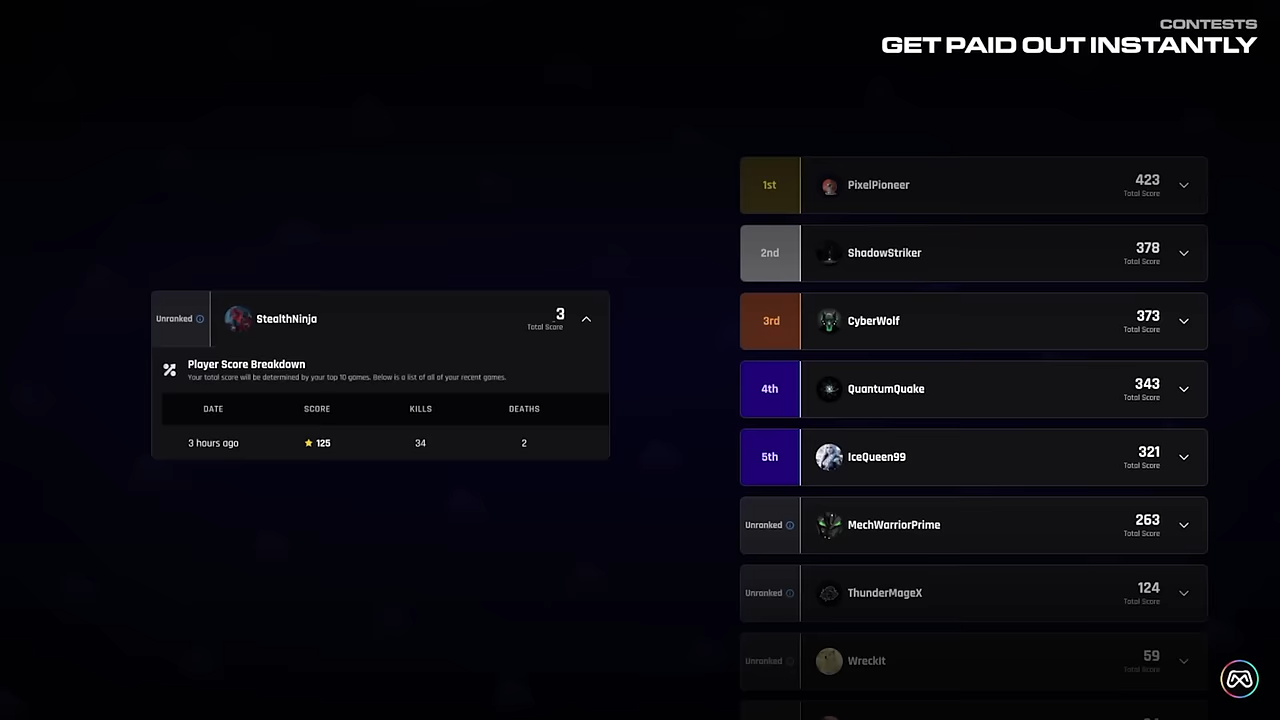 CONTESTS
GET PAID OUT INSTANTLY
Unranked
StealthNinja
3
Total Score
Player Score Breakdown
Your total score will be determined by your top 10 games. Below is a list of all of your recent games.
DATE SCORE KILLS DEATHS
3 hours ago 125 34 2
1st PixelPioneer 423
Total Score
2nd ShadowStriker 378
Total Score
3rd CyberWolf 373
Total Score
4th QuantumQuake 343
Total Score
5th IceQueen99 321
Total Score
Unranked MechWarriorPrime 263
Total Score
Unranked ThunderMageX 124
Total Score
Unranked WreckIt 59
Total Score